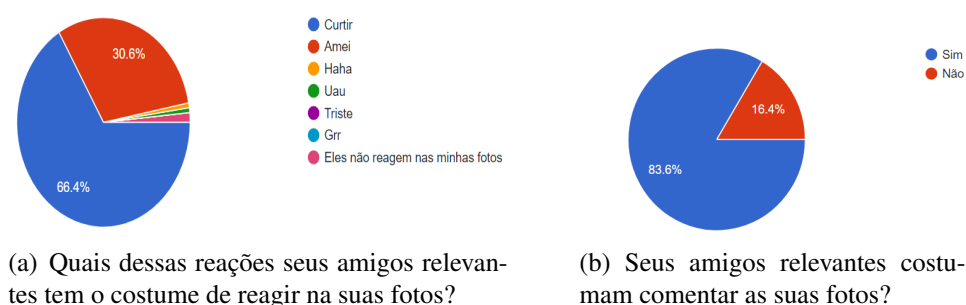 30.6%
66.4%
Curtir
Amei
Haha
Uau
Triste
Grr
Eles não reagem nas minhas fotos
(a) Quais dessas reações seus amigos relevan-
tes tem o costume de reagir na suas fotos?
16.4%
83.6%
Sim
Não
(b) Seus amigos relevantes costu-
mam comentar as suas fotos?